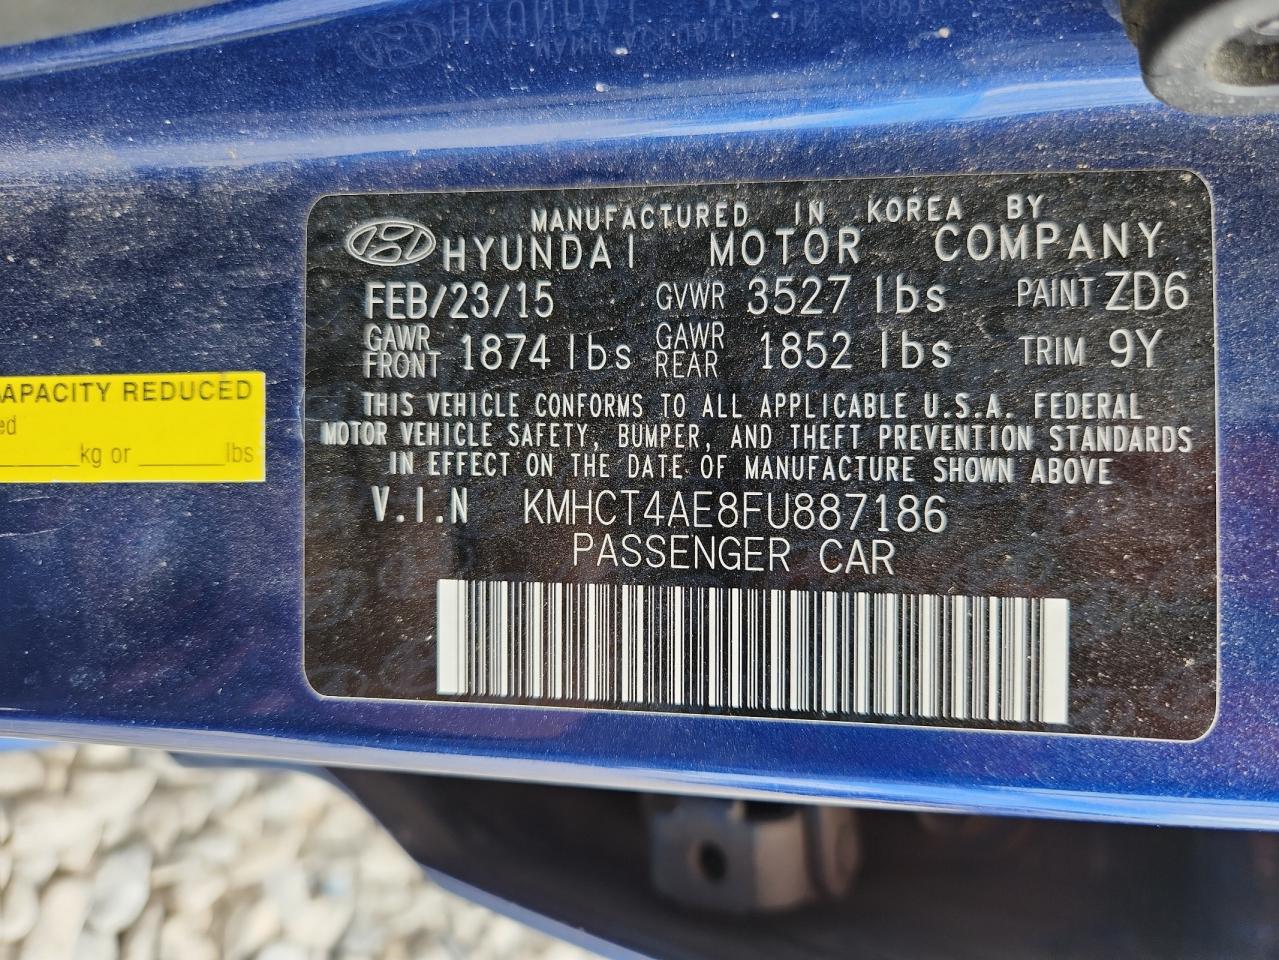 MANUFACTURED IN KOREA BY
HYUNDAI MOTOR COMPANY
FEB/23/15 GVWR 3527 lbs PAINT ZD6
GAWR FRONT 1874 lbs GAWR REAR 1852 lbs TRIM 9Y
THIS VEHICLE CONFORMS TO ALL APPLICABLE U.S.A. FEDERAL
MOTOR VEHICLE SAFETY, BUMPER, AND THEFT PREVENTION STANDARDS
IN EFFECT ON THE DATE OF MANUFACTURE SHOWN ABOVE
V.I.N KMHCT4AE8FU887186
PASSENGER CAR
APACITY REDUCED
ed
_____kg or _____lbs